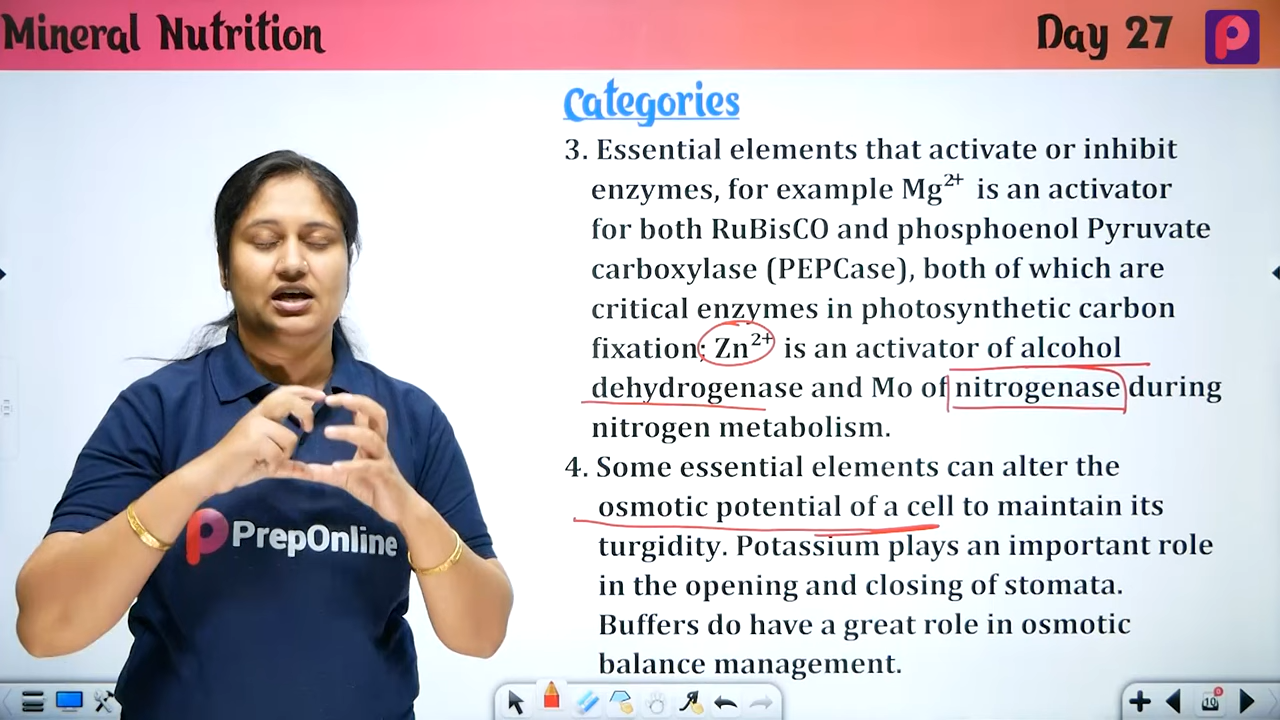 Mineral Nutrition
Day 27
Categories
3. Essential elements that activate or inhibit
enzymes, for example Mg²⁺ is an activator
for both RuBisCO and phosphoenol Pyruvate
carboxylase (PEPCase), both of which are
critical enzymes in photosynthetic carbon
fixation; Zn²⁺ is an activator of alcohol
dehydrogenase and Mo of nitrogenase during
nitrogen metabolism.
4. Some essential elements can alter the
osmotic potential of a cell to maintain its
turgidity. Potassium plays an important role
in the opening and closing of stomata.
Buffers do have a great role in osmotic
balance management.
PrepOnline
10